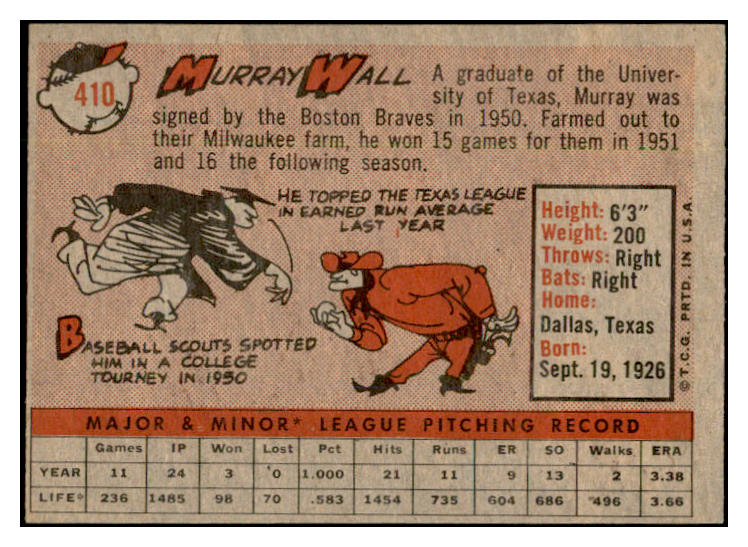 410
MURRAY WALL
A graduate of the Univer-
sity of Texas, Murray was
signed by the Boston Braves in 1950. Farmed out to
their Milwaukee farm, he won 15 games for them in 1951
and 16 the following season.
HE TOPPED THE TEXAS LEAGUE
IN EARNED RUN AVERAGE
LAST YEAR
BASEBALL SCOUTS SPOTTED
HIM IN A COLLEGE
TOURNEY IN 1950
Height: 6'3"
Weight: 200
Throws: Right
Bats: Right
Home:
Dallas, Texas
Born:
Sept. 19, 1926
© T.C.G. PRTD. IN U.S.A.
MAJOR & MINOR* LEAGUE PITCHING RECORD
Games IP Won Lost Pct Hits Runs ER SO Walks ERA
YEAR 11 24 3 0 1.000 21 11 9 13 2 3.38
LIFE* 236 1485 98 70 .583 1454 735 604 686 496 3.66